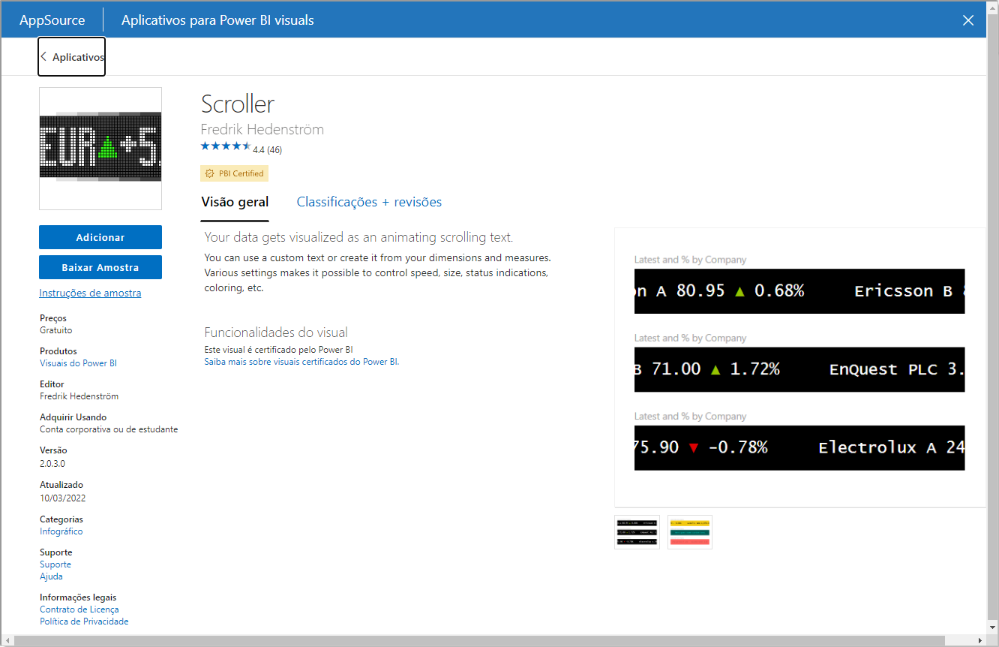 AppSource
Aplicativos para Power BI visuals
Aplicativos
EUR▲+5.
Scroller
Fredrik Hedenström
4.4 (46)
PBI Certified
Visão geral
Classificações + revisões
Adicionar
Baixar Amostra
Instruções de amostra
Preços
Gratuito
Produtos
Visuais do Power BI
Editor
Fredrik Hedenström
Adquirir Usando
Conta corporativa ou de estudante
Versão
2.0.3.0
Atualizado
10/03/2022
Categorias
Infográfico
Suporte
Suporte
Ajuda
Informações legais
Contrato de Licença
Política de Privacidade
Your data gets visualized as an animating scrolling text.
You can use a custom text or create it from your dimensions and measures.
Various settings makes it possible to control speed, size, status indications,
coloring, etc.
Funcionalidades do visual
Este visual é certificado pelo Power BI
Saiba mais sobre visuais certificados do Power BI.
Latest and % by Company
on A 80.95 ▲ 0.68% Ericsson B
Latest and % by Company
B 71.00 ▲ 1.72% EnQuest PLC 3.
Latest and % by Company
75.90 ▼ -0.78% Electrolux A 24